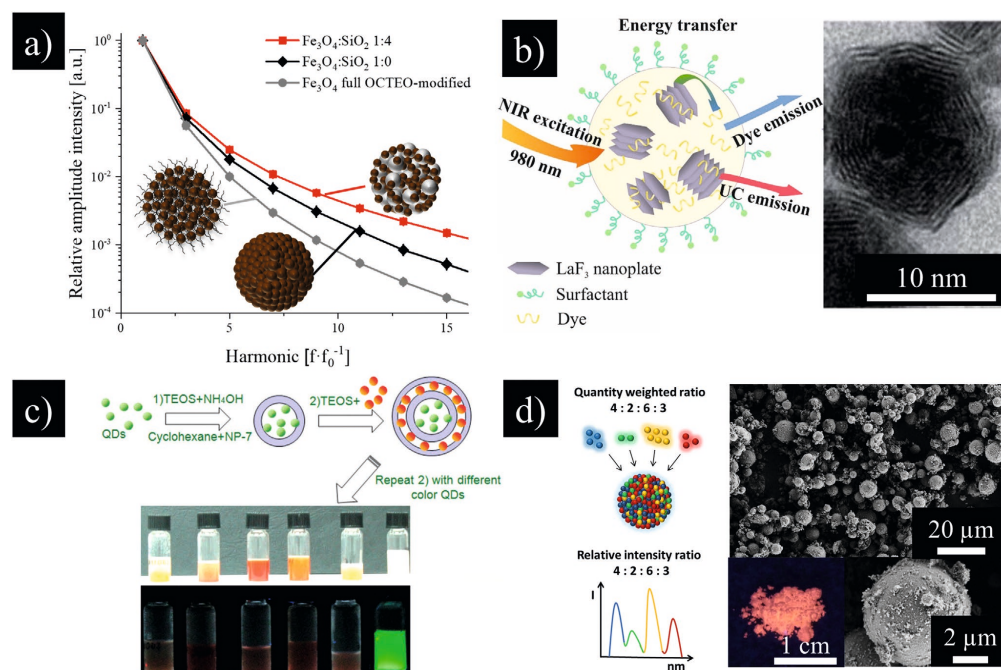 a)
Relative amplitude intensity [a.u.]
10⁰
10⁻¹
10⁻²
10⁻³
10⁻⁴
Fe₃O₄:SiO₂ 1:4
Fe₃O₄:SiO₂ 1:0
Fe₃O₄ full OCTEO-modified
0
5
10
15
Harmonic [f·f₀⁻¹]
b)
Energy transfer
NIR excitation
980 nm
Dye emission
UC emission
LaF₃ nanoplate
Surfactant
Dye
10 nm
c)
QDs
1)TEOS+NH₄OH
Cyclohexane+NP-7
2)TEOS+
Repeat 2) with different
color QDs
d)
Quantity weighted ratio
4 : 2 : 6 : 3
Relative intensity ratio
4 : 2 : 6 : 3
I
nm
20 µm
1 cm
2 µm